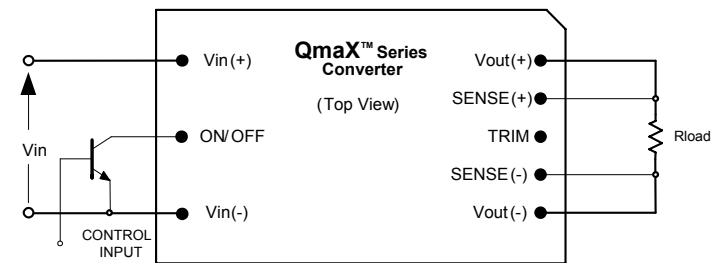 QmaX™ Series
Converter
(Top View)
Vin (+)
ON/OFF
Vin(-)
Vout(+)
SENSE(+)
TRIM
SENSE(-)
Vout(-)
Vin
CONTROL
INPUT
Rload